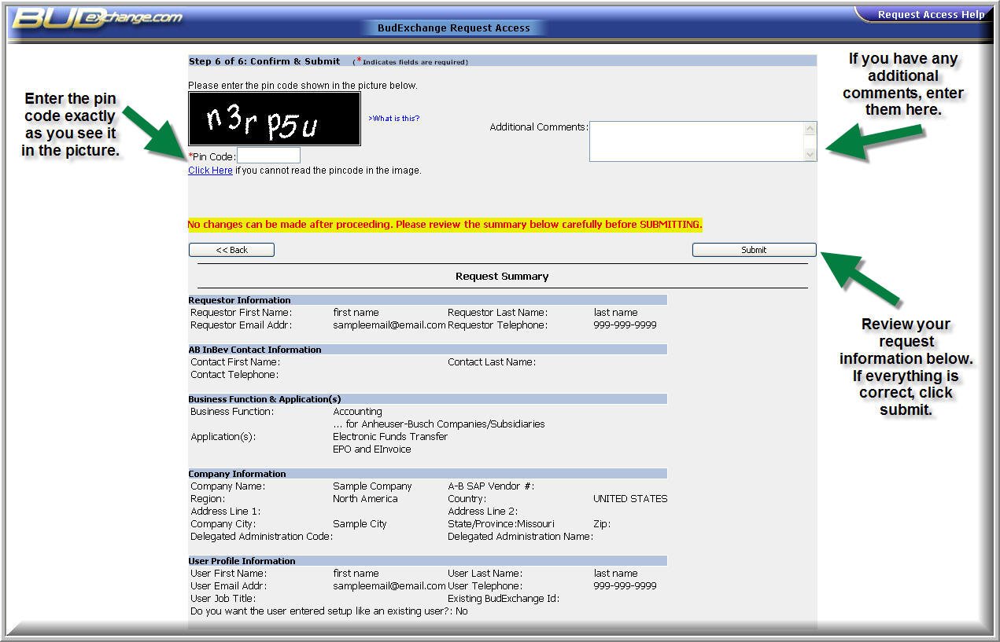 BUDexchange.com
Request Access Help
BudExchange Request Access
Step 6 of 6: Confirm & Submit (*Indicates fields are required)
Please enter the pin code shown in the picture below.
n3r p5u
>What is this?
*Pin Code:
Click Here if you cannot read the pincode in the image.
Additional Comments:
Enter the pin
code exactly
as you see it
in the picture.
If you have any
additional
comments, enter
them here.
No changes can be made after proceeding. Please review the summary below carefully before SUBMITTING.
<< Back
Submit
Review your
request
information below.
If everything is
correct, click
submit.
Request Summary
Requestor Information
Requestor First Name: first name Requestor Last Name: last name
Requestor Email Addr: sampleemail@email.com Requestor Telephone: 999-999-9999
AB InBev Contact Information
Contact First Name: Contact Last Name:
Contact Telephone:
Business Function & Application(s)
Business Function: Accounting
... for Anheuser-Busch Companies/Subsidiaries
Application(s): Electronic Funds Transfer
EPO and EInvoice
Company Information
Company Name: Sample Company A-B SAP Vendor #:
Region: North America Country: UNITED STATES
Address Line 1: Address Line 2:
Company City: Sample City State/Province:Missouri Zip:
Delegated Administration Code: Delegated Administration Name:
User Profile Information
User First Name: first name User Last Name: last name
User Email Addr: sampleemail@email.com User Telephone: 999-999-9999
User Job Title: Existing BudExchange Id:
Do you want the user entered setup like an existing user?: No